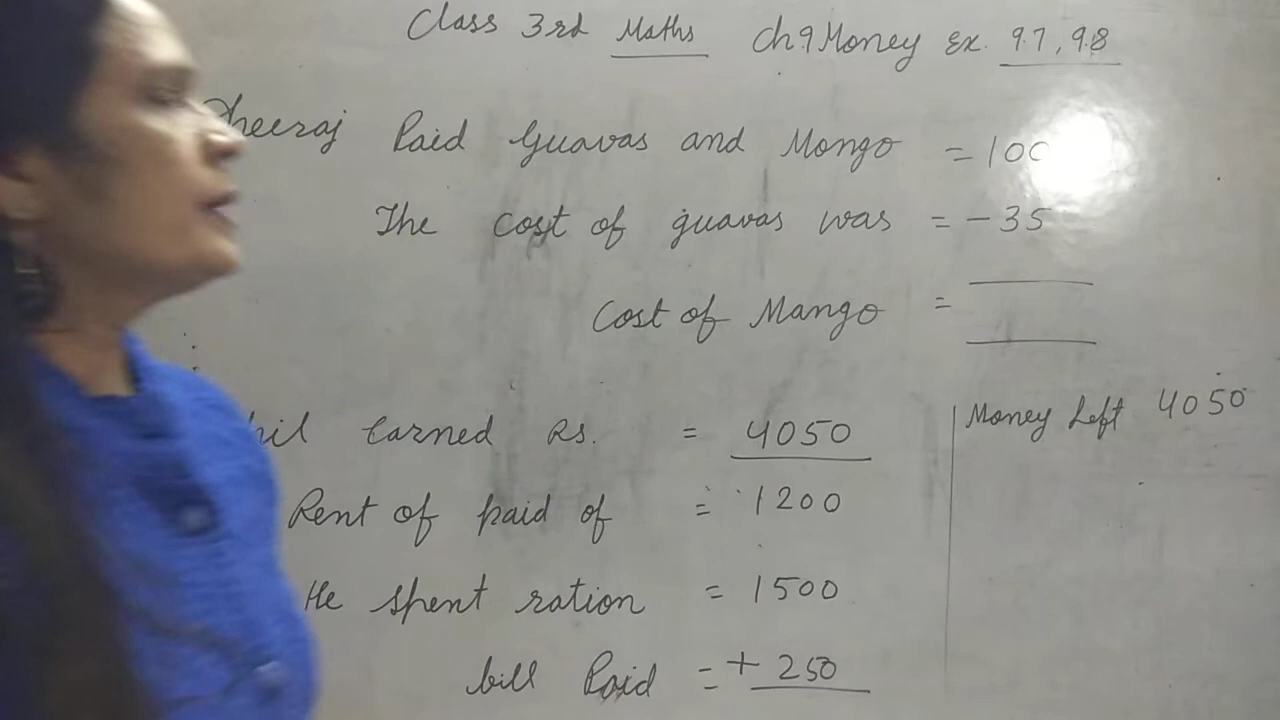 Class 3rd Maths Ch 9 Money Ex. 9.7, 9.8
Dheeraj Paid Guavas and Mongo = 100
The cost of guavas was = - 35
Cost of Mango =
earned Rs. = 4050
Rent of paid of = 1200
He spent ration = 1500
bill Paid = + 250
Money Left 4050